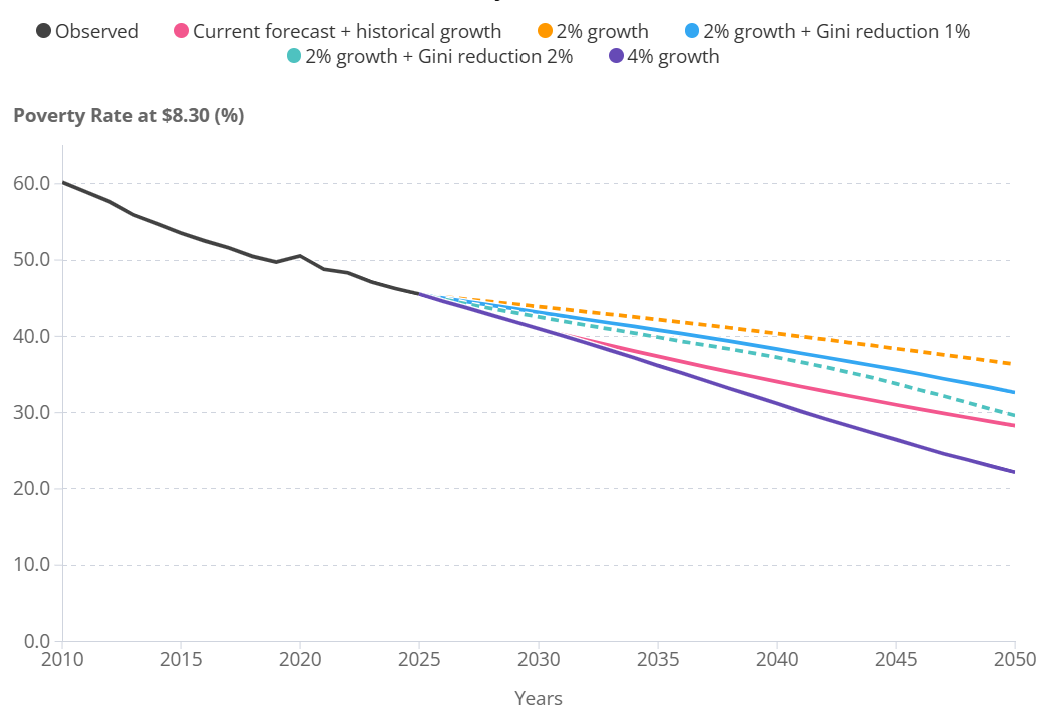 Observed Current forecast + historical growth 2% growth 2% growth + Gini reduction 1%
2% growth + Gini reduction 2% 4% growth
Poverty Rate at $8.30 (%)
60.0
50.0
40.0
30.0
20.0
10.0
0.0
2010 2015 2020 2025 2030 2035 2040 2045 2050
Years